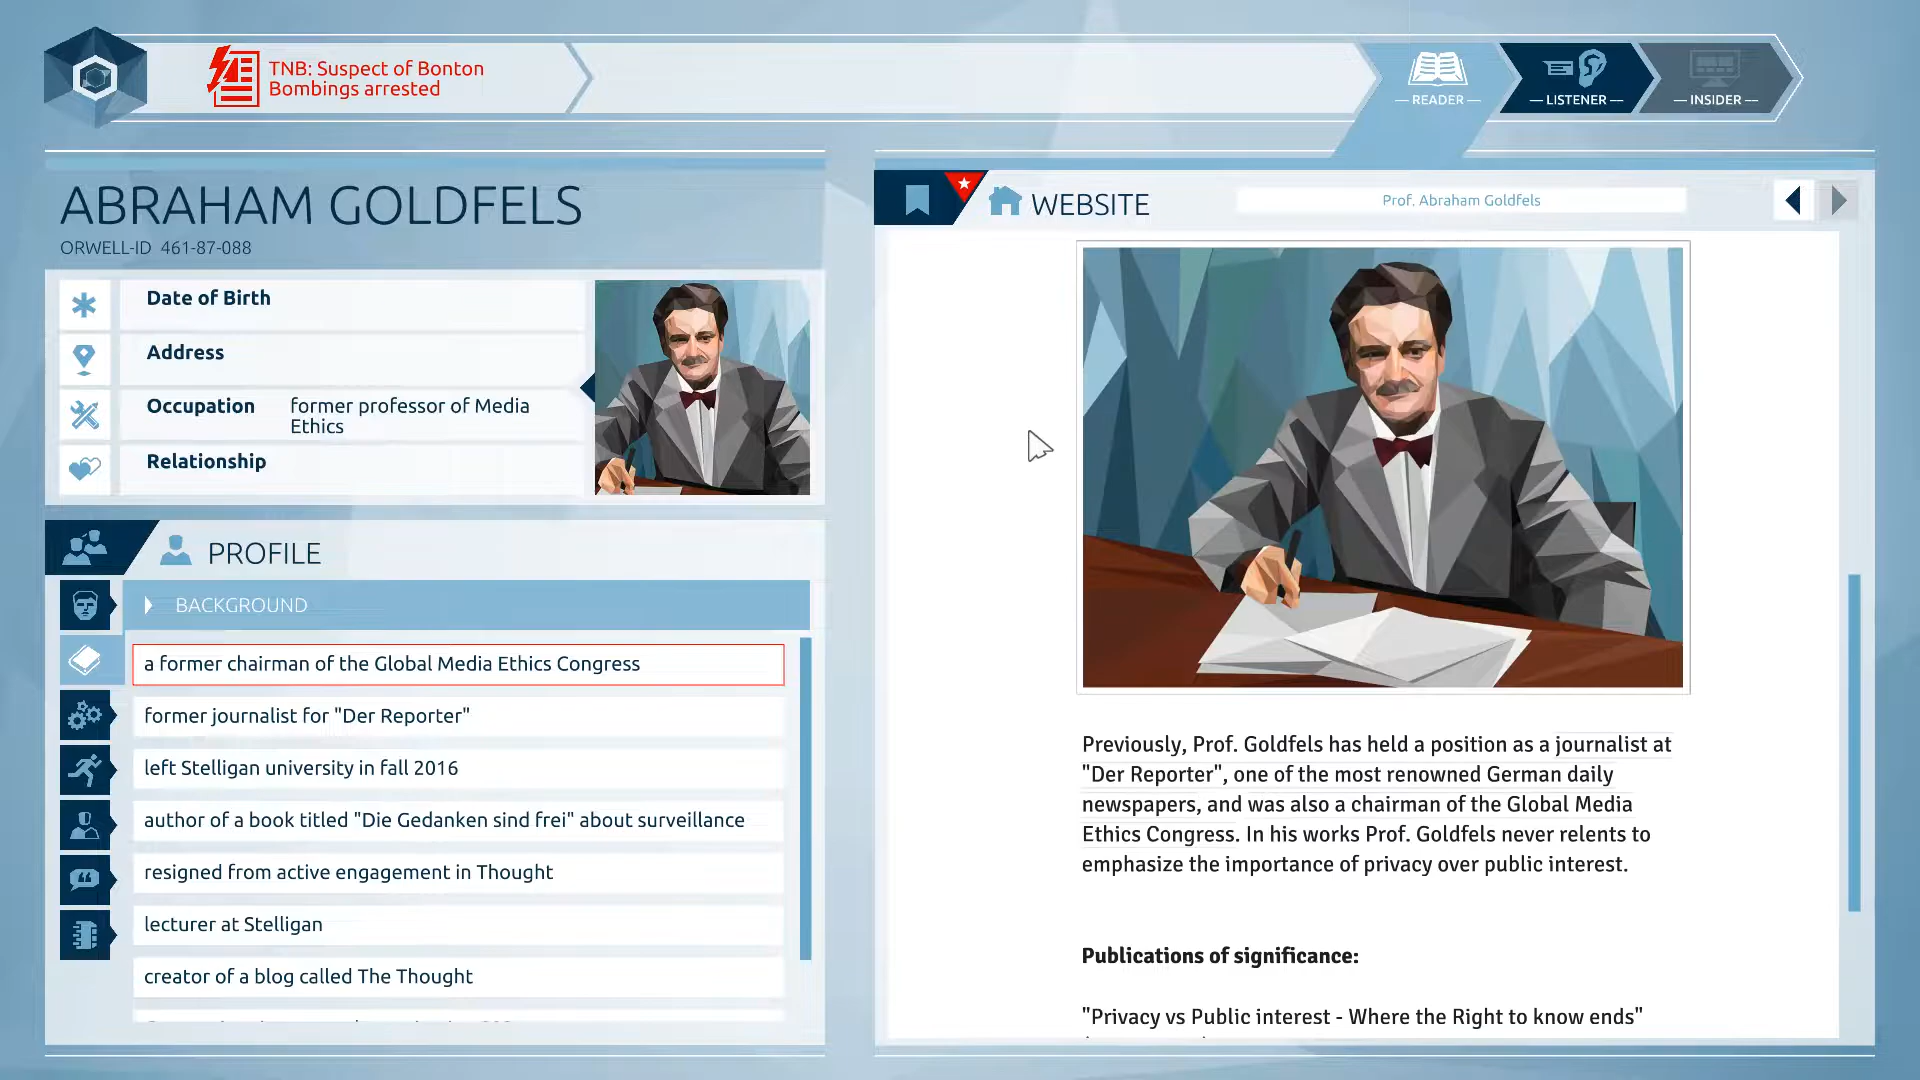 TNB: Suspect of Bonton
Bombings arrested
— READER —
— LISTENER —
— INSIDER —
ABRAHAM GOLDFELS
ORWELL-ID 461-87-088
Date of Birth
Address
Occupation former professor of Media
Ethics
Relationship
PROFILE
BACKGROUND
a former chairman of the Global Media Ethics Congress
former journalist for "Der Reporter"
left Stelligan university in fall 2016
author of a book titled "Die Gedanken sind frei" about surveillance
resigned from active engagement in Thought
lecturer at Stelligan
creator of a blog called The Thought
WEBSITE
Prof. Abraham Goldfels
Previously, Prof. Goldfels has held a position as a journalist at
"Der Reporter", one of the most renowned German daily
newspapers, and was also a chairman of the Global Media
Ethics Congress. In his works Prof. Goldfels never relents to
emphasize the importance of privacy over public interest.
Publications of significance:
"Privacy vs Public interest - Where the Right to know ends"